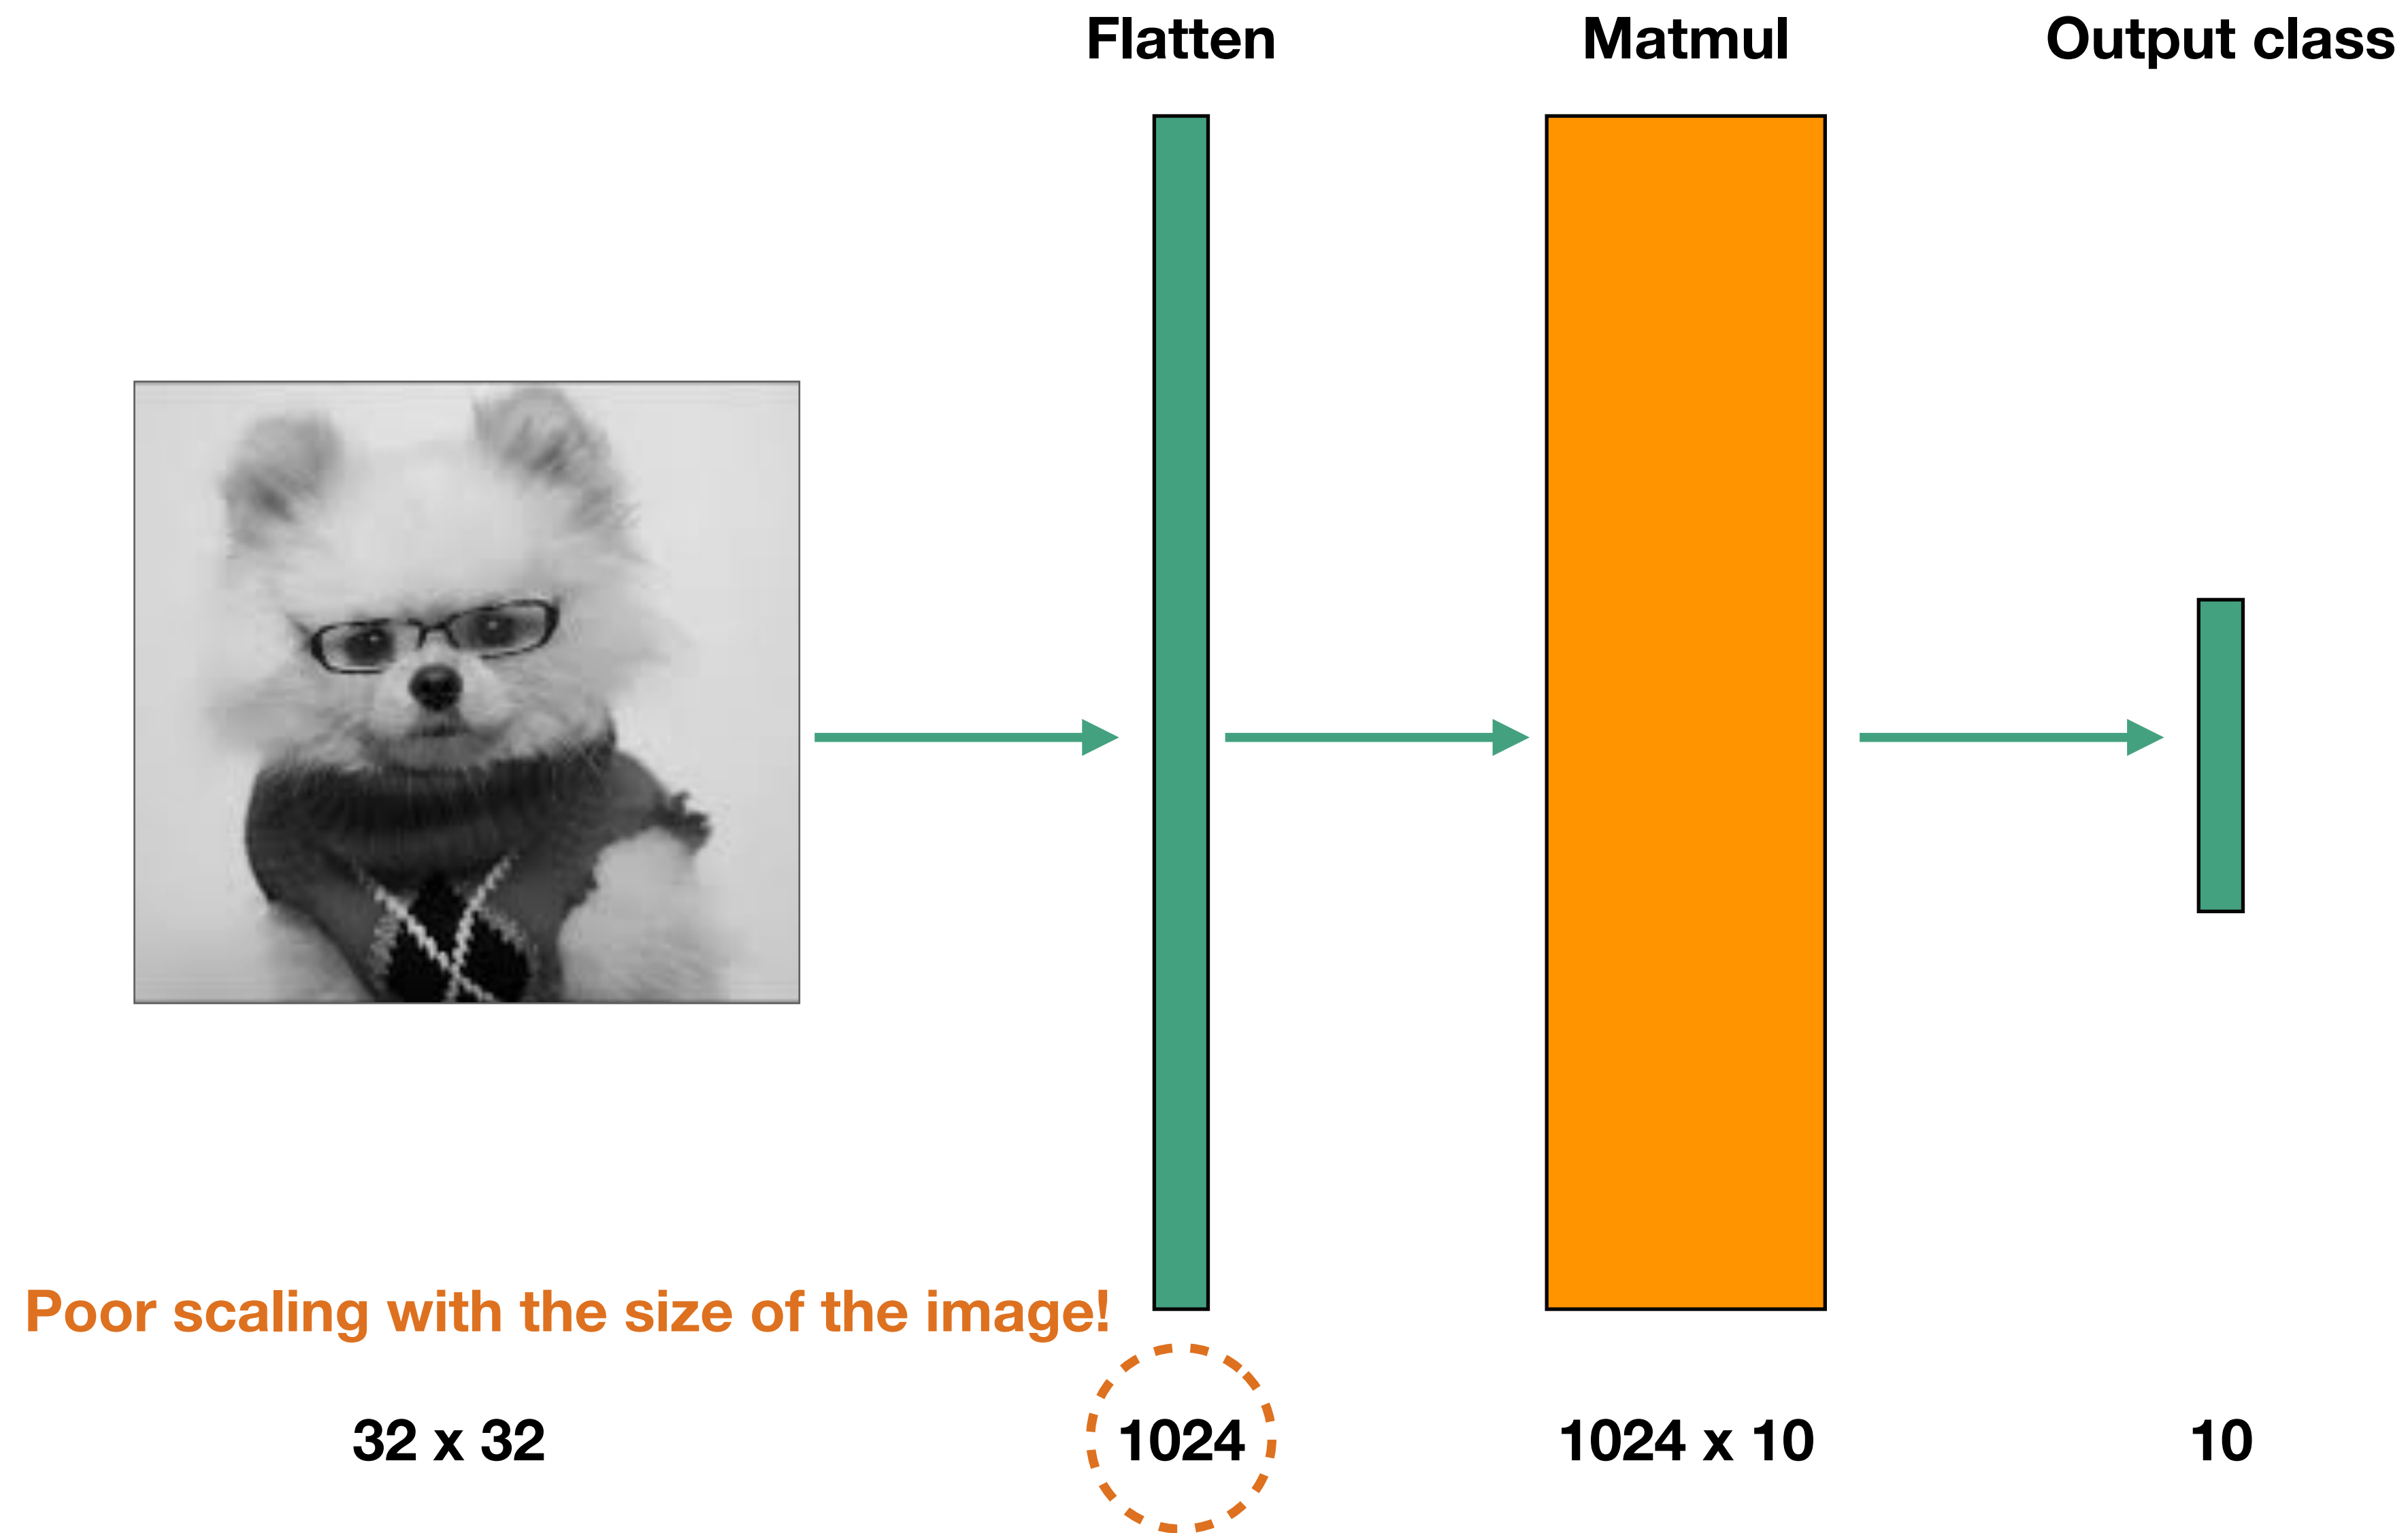 Flatten
Matmul
Output class
Poor scaling with the size of the image!
32 x 32
1024
1024 x 10
10